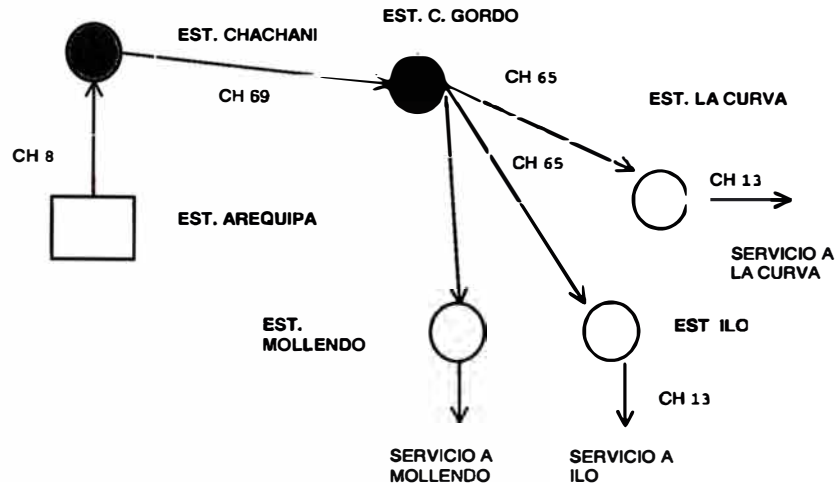 EST. C. GORDO
EST. CHACHANI
CH 65
CH 69
EST. LA CURVA
CH 8
CH 65
CH 13
EST. AREQUIPA
SERVICIO A
LA CURVA
EST.
MOLLENDO
EST ILO
CH 13
SERVICIO A
MOLLENDO
SERVICIO A
ILO